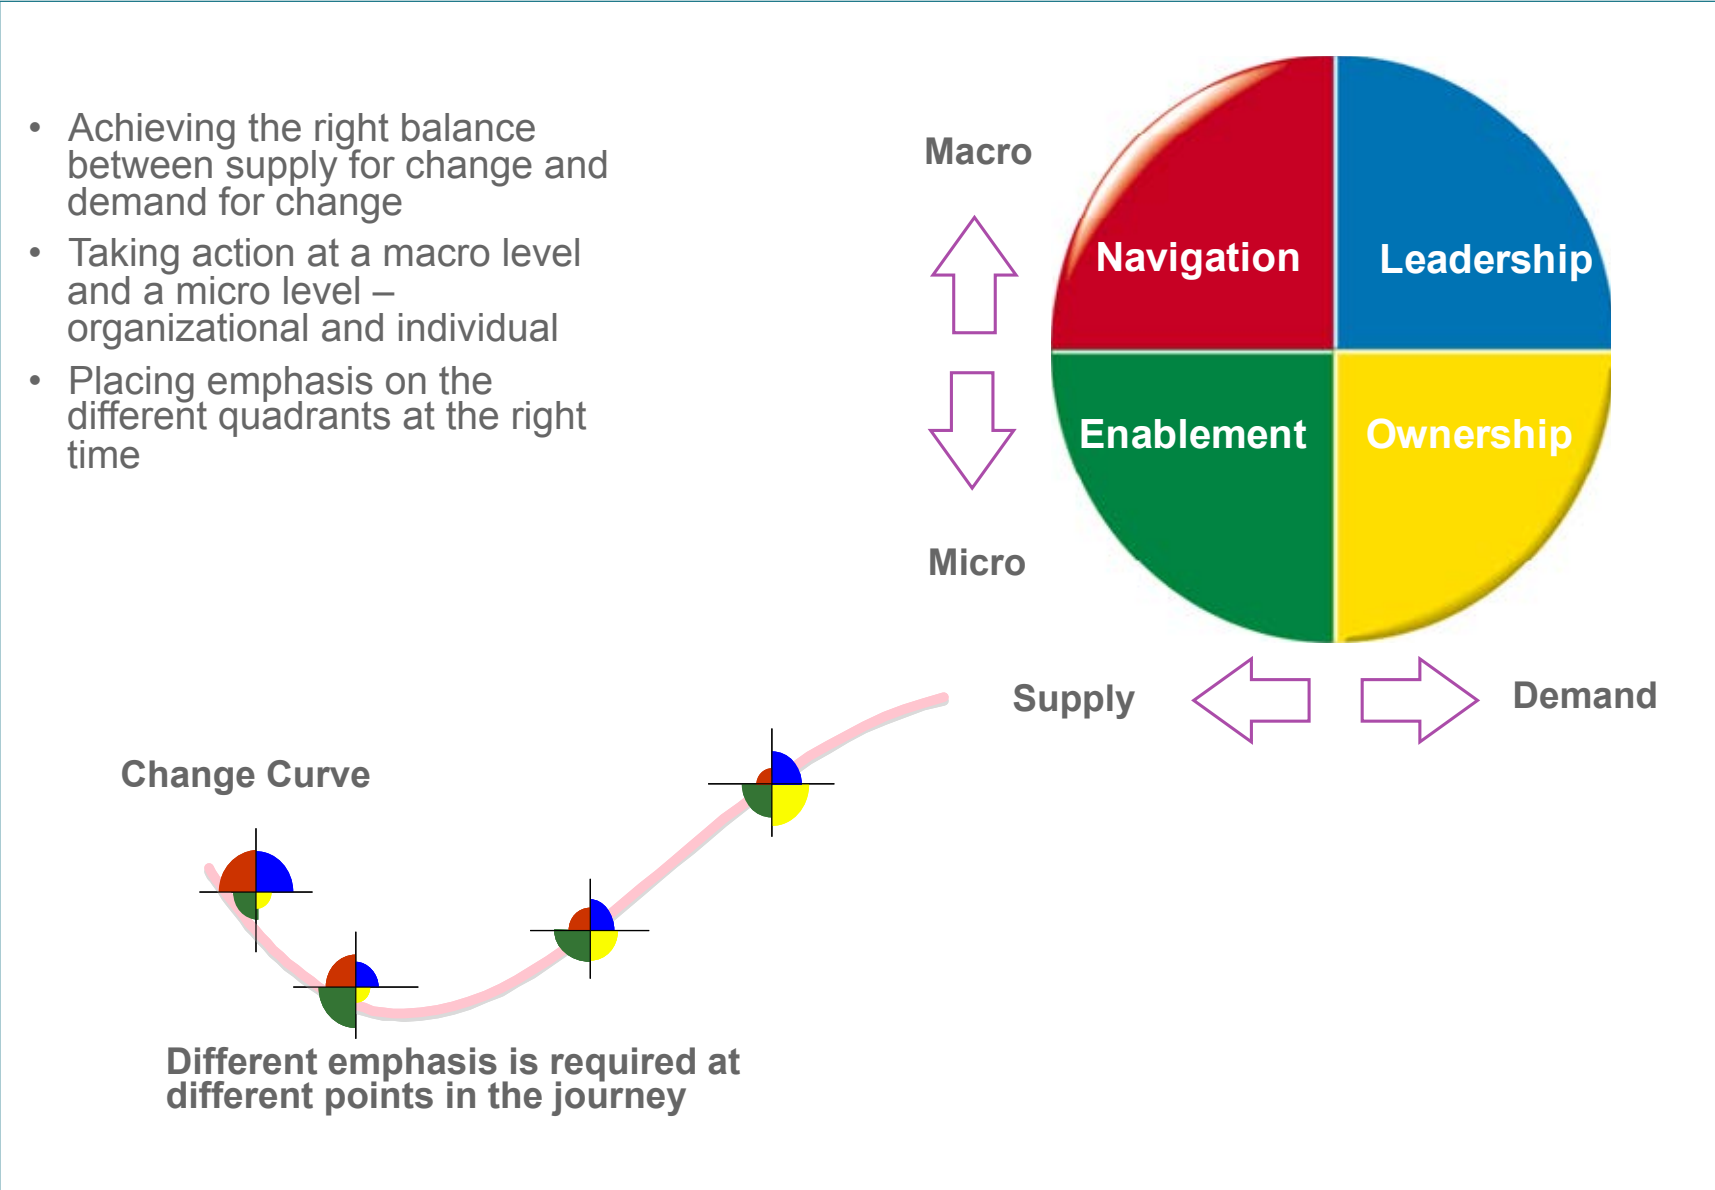 • Achieving the right balance
between supply for change and
demand for change
• Taking action at a macro level
and a micro level –
organizational and individual
• Placing emphasis on the
different quadrants at the right
time
Macro
Navigation
Leadership
Enablement
Ownership
Micro
Supply
Demand
Change Curve
Different emphasis is required at
different points in the journey